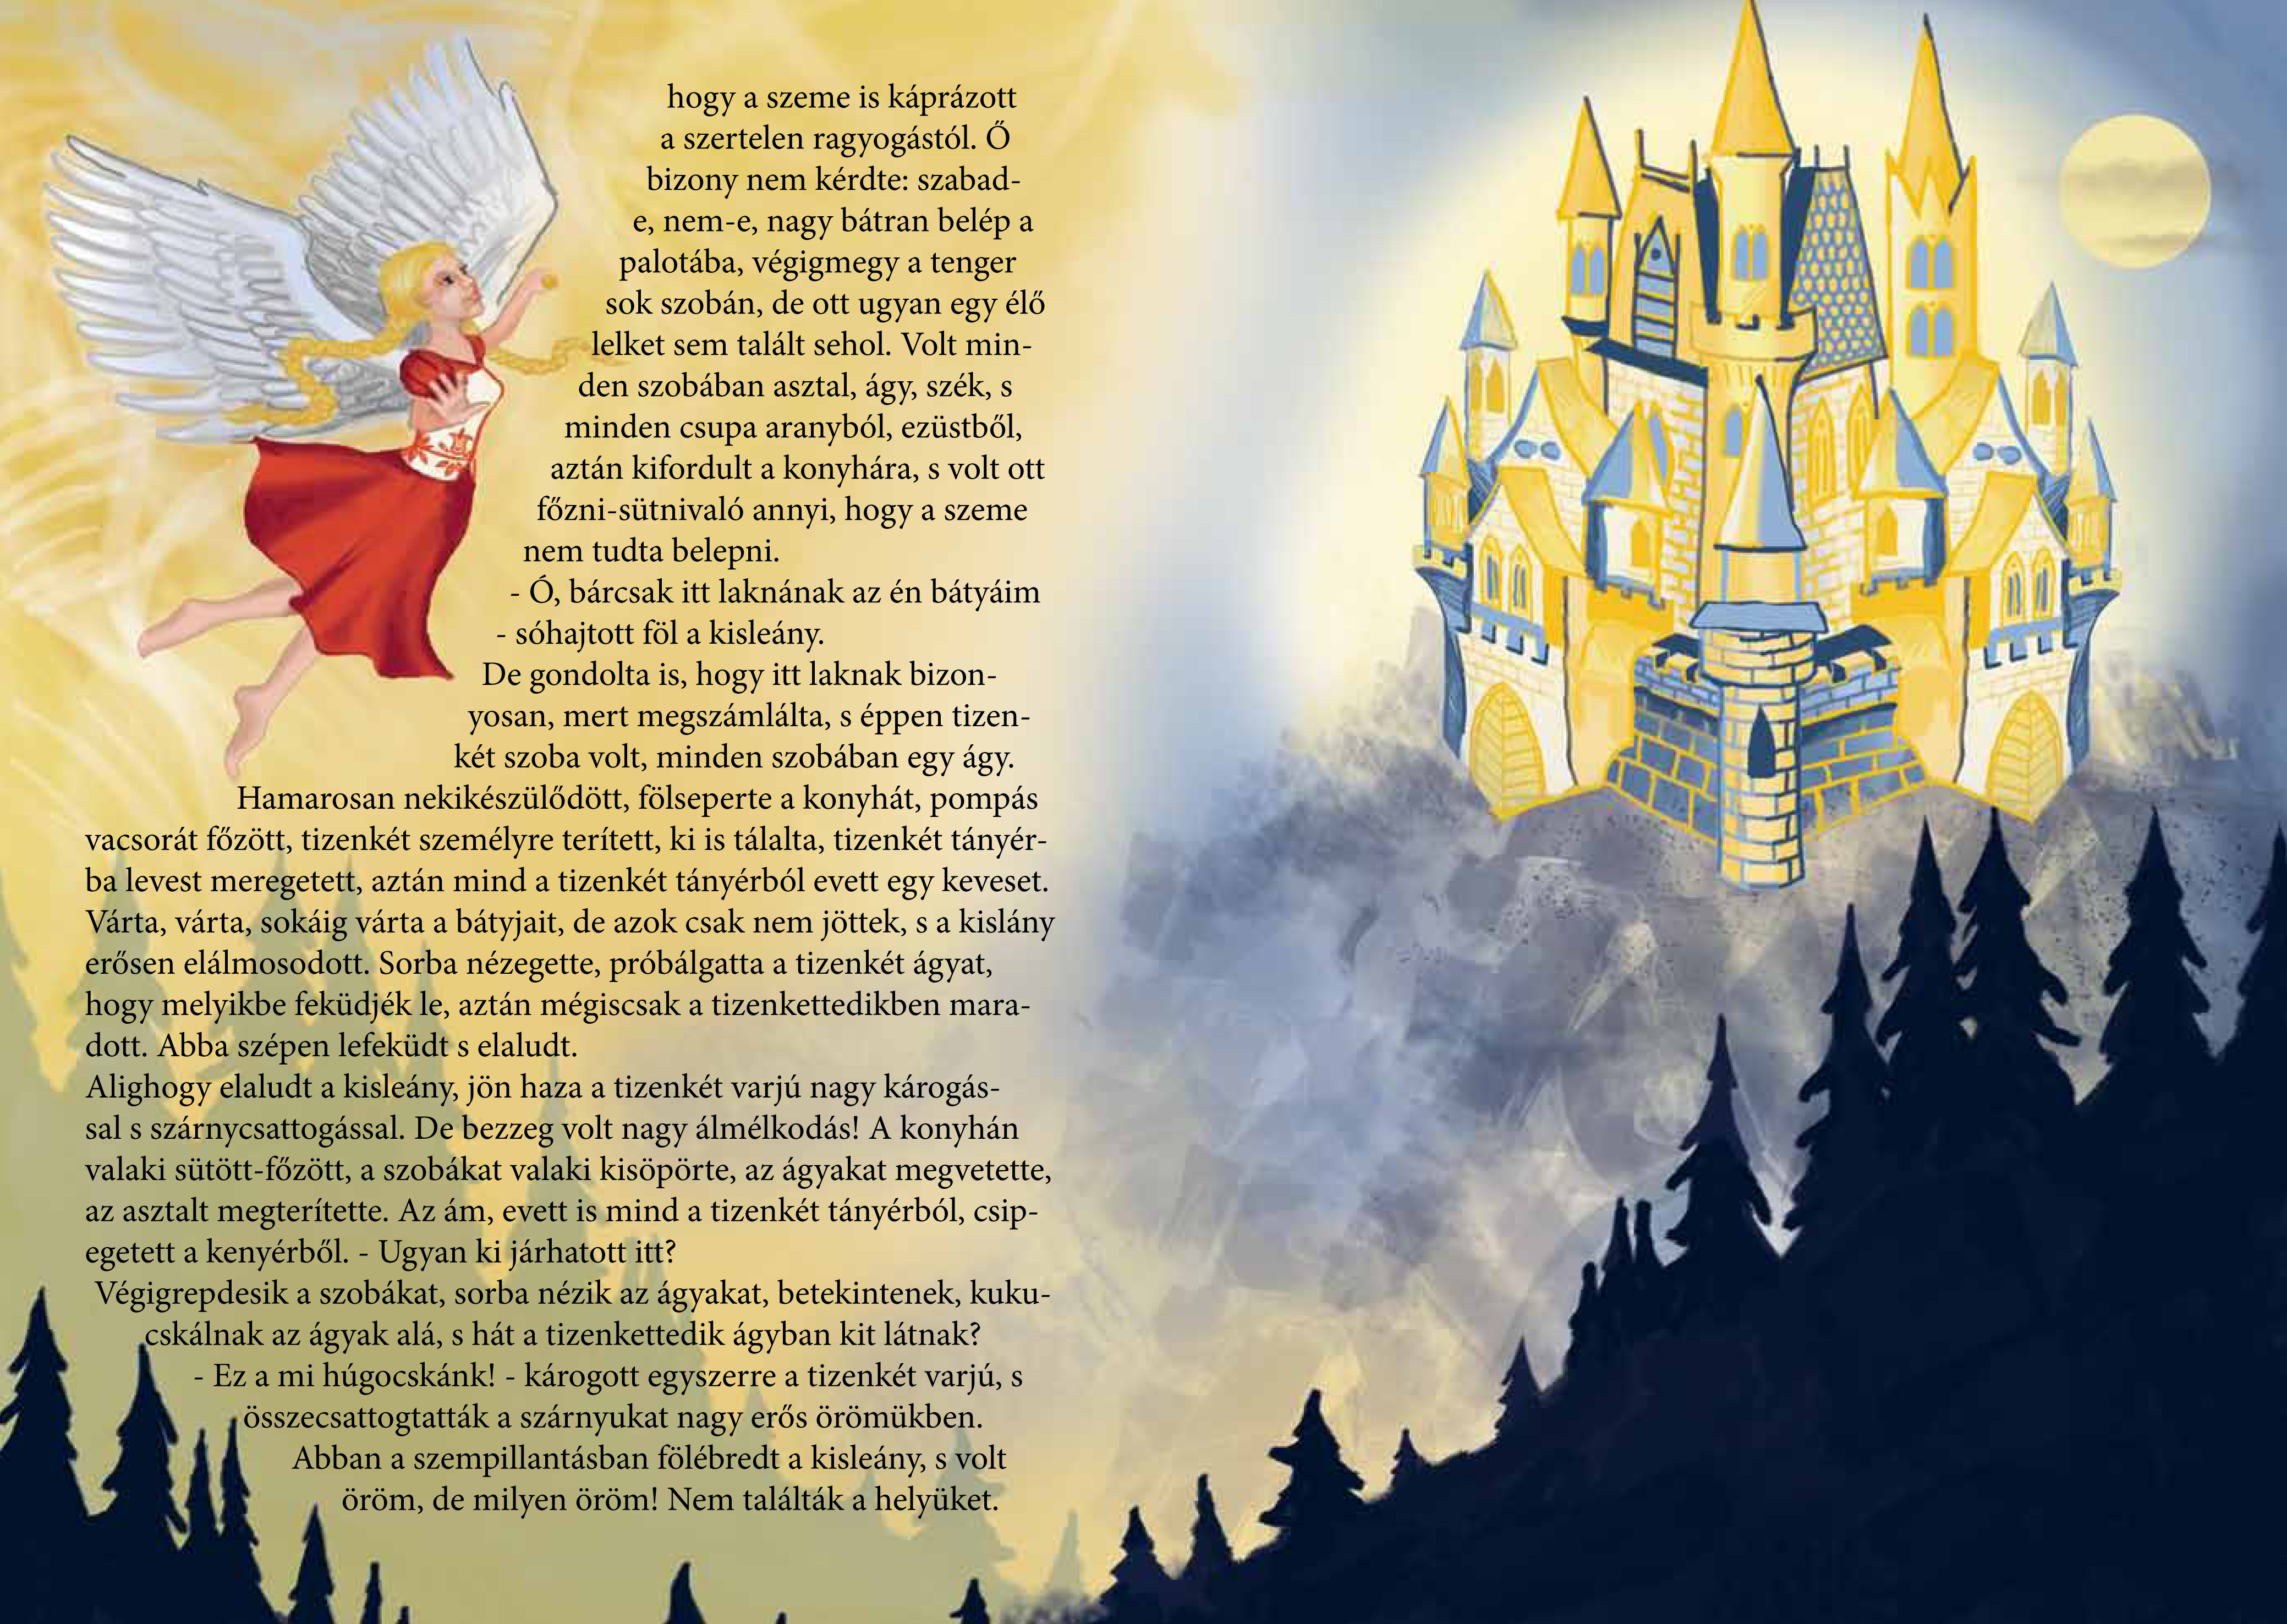 hogy a szeme is káprázott
a szertelen ragyogástól. Ő
bizony nem kérdte: szabad-
e, nem-e, nagy bátran belép a
palotába, végigmegy a tenger
sok szobán, de ott ugyan egy élő
lelket sem talált sehol. Volt min-
den szobában asztal, ágy, szék, s
minden csupa aranyból, ezüstből,
aztán kifordult a konyhára, s volt ott
főzni-sütnivaló annyi, hogy a szeme
nem tudta belepni.
- Ó, bárcsak itt laknának az én bátyáim
- sóhajtott föl a kisleány.
De gondolta is, hogy itt laknak bizon-
yosan, mert megszámlálta, s éppen tizen-
két szoba volt, minden szobában egy ágy.
Hamarosan nekikészülődött, fölseperte a konyhát, pompás
vacsorát főzött, tizenkét személyre terített, ki is tálalta, tizenkét tányér-
ba levest meregetett, aztán mind a tizenkét tányérból evett egy keveset.
Várta, várta, sokáig várta a bátyjait, de azok csak nem jöttek, s a kislány
erősen elálmosodott. Sorba nézegette, próbálgatta a tizenkét ágyat,
hogy melyikbe feküdjék le, aztán mégiscsak a tizenkettedikben mara-
dott. Abba szépen lefeküdt s elaludt.
Alighogy elaludt a kisleány, jön haza a tizenkét varjú nagy károgás-
sal s szárnycsattogással. De bezzeg volt nagy álmélkodás! A konyhán
valaki sütött-főzött, a szobákat valaki kisöpörte, az ágyakat megvetette,
az asztalt megterítette. Az ám, evett is mind a tizenkét tányérból, csip-
egetett a kenyérből. - Ugyan ki járhatott itt?
Végigrepdesik a szobákat, sorba nézik az ágyakat, betekintenek, kuku-
cskálnak az ágyak alá, s hát a tizenkettedik ágyban kit látnak?
- Ez a mi húgocskánk! - károgott egyszerre a tizenkét varjú, s
összecsattogtatták a szárnyukat nagy erős örömükben.
Abban a szempillantásban fölébredt a kisleány, s volt
öröm, de milyen öröm! Nem találták a helyüket.